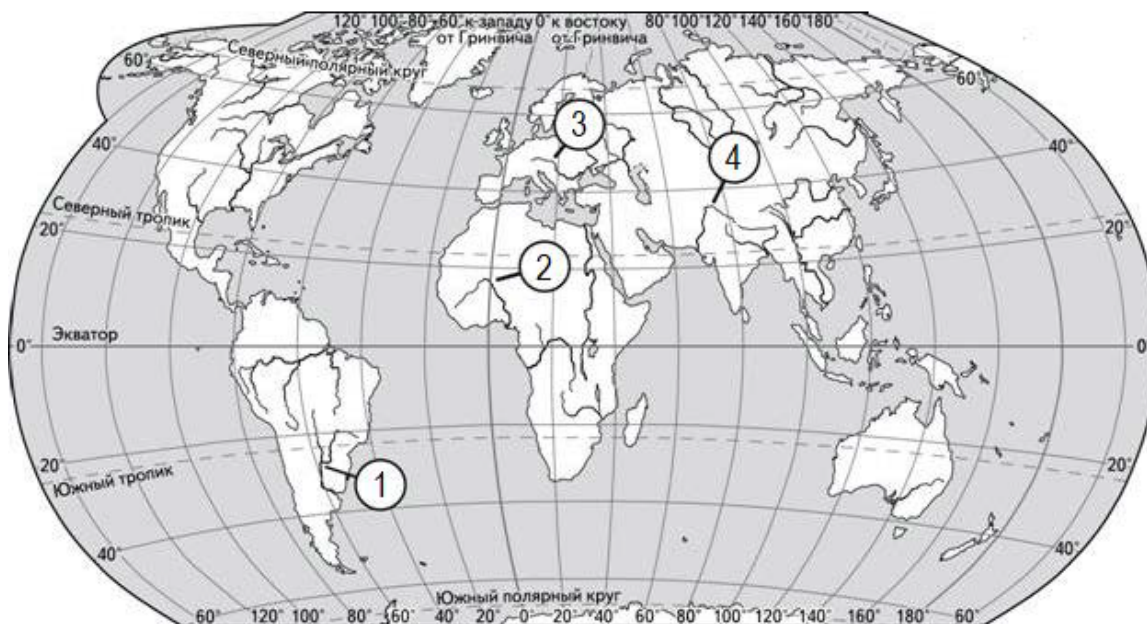 120° 100° 80° 60° к западу 0° к востоку 80° 100° 120° 140° 160° 180°
от Гринвича от Гринвича
60° Северный полярный круг 60°
3
40° 4 40°
Северный тропик
20° 20°
2
Экватор
0° 0°
20° 1 20°
Южный тропик
40° 40°
Южный полярный круг
60° 120° 100° 80° 60° 40° 20° 0° 20° 40° 60° 80° 100° 120° 140° 160° 60°